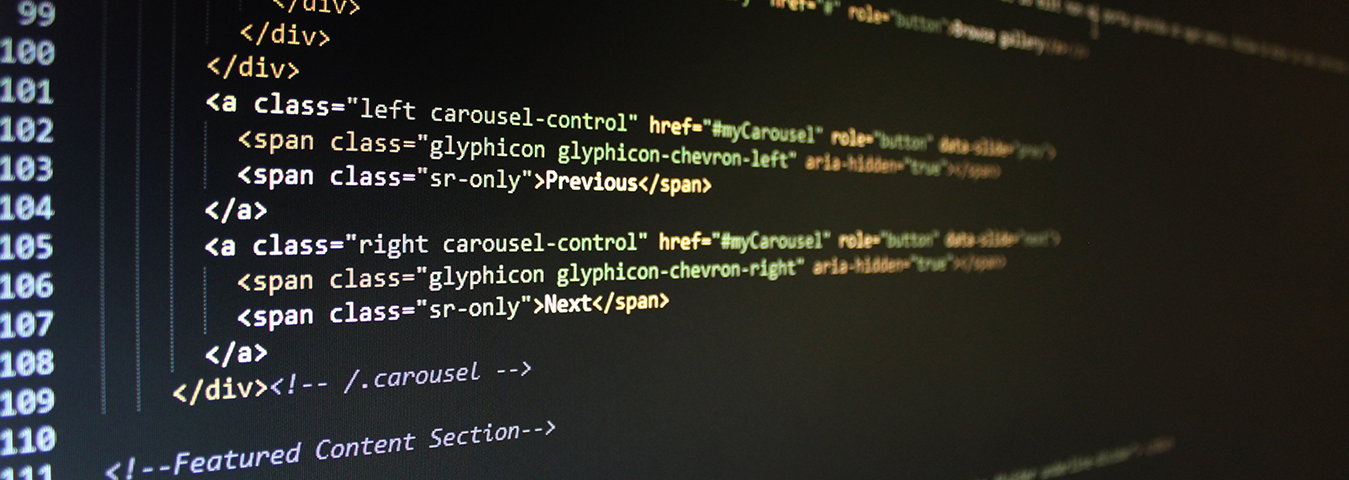 href="#" role="button">Browse gallery
</div>
99 </div>
100 </div>
101 <a class="left carousel-control" href="#myCarousel" role="button" data-slide="prev">
102 <span class="glyphicon glyphicon-chevron-left" aria-hidden="true"></span>
103 <span class="sr-only">Previous</span>
104 </a>
105 <a class="right carousel-control" href="#myCarousel" role="button" data-slide="next">
106 <span class="glyphicon glyphicon-chevron-right" aria-hidden="true"></span>
107 <span class="sr-only">Next</span>
108 </a>
109 </div><!-- /.carousel -->
110
111 <!--Featured Content Section-->